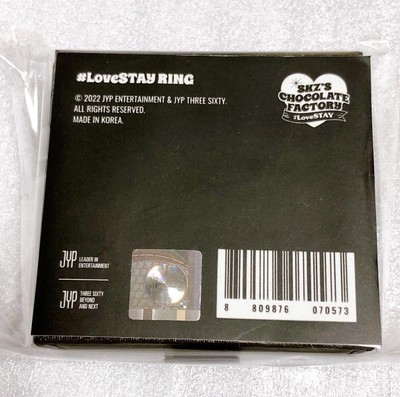 #LoveSTAY RING
© 2022 JYP ENTERTAINMENT & JYP THREE SIXTY.
ALL RIGHTS RESERVED.
MADE IN KOREA.
SKZ'S
CHOCOLATE
FACTORY
#LoveSTAY
JYP LEADER IN
ENTERTAINMENT
JYP THREE SIXTY
BEYOND
AND NEXT
8 809876 070573